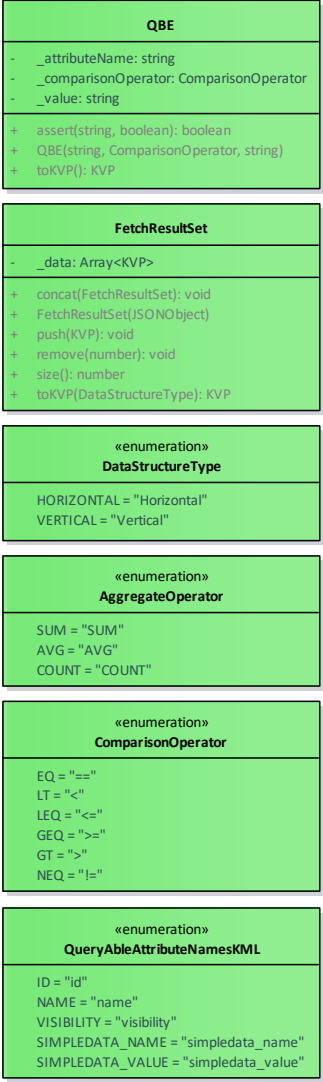 QBE
- _attributeName: string
- _comparisonOperator: ComparisonOperator
- _value: string
+ assert(string, boolean): boolean
+ QBE(string, ComparisonOperator, string)
+ toKVP(): KVP
FetchResultSet
- _data: Array<KVP>
+ concat(FetchResultSet): void
+ FetchResultSet(JSONObject)
+ push(KVP): void
+ remove(number): void
+ size(): number
+ toKVP(DataStructureType): KVP
«enumeration»
DataStructureType
HORIZONTAL = "Horizontal"
VERTICAL = "Vertical"
«enumeration»
AggregateOperator
SUM = "SUM"
AVG = "AVG"
COUNT = "COUNT"
«enumeration»
ComparisonOperator
EQ = "=="
LT = "<"
LEQ = "<="
GEQ = ">="
GT = ">"
NEQ = "!="
«enumeration»
QueryAbleAttributeNamesKML
ID = "id"
NAME = "name"
VISIBILITY = "visibility"
SIMPLEDATA_NAME = "simpledata_name"
SIMPLEDATA_VALUE = "simpledata_value"